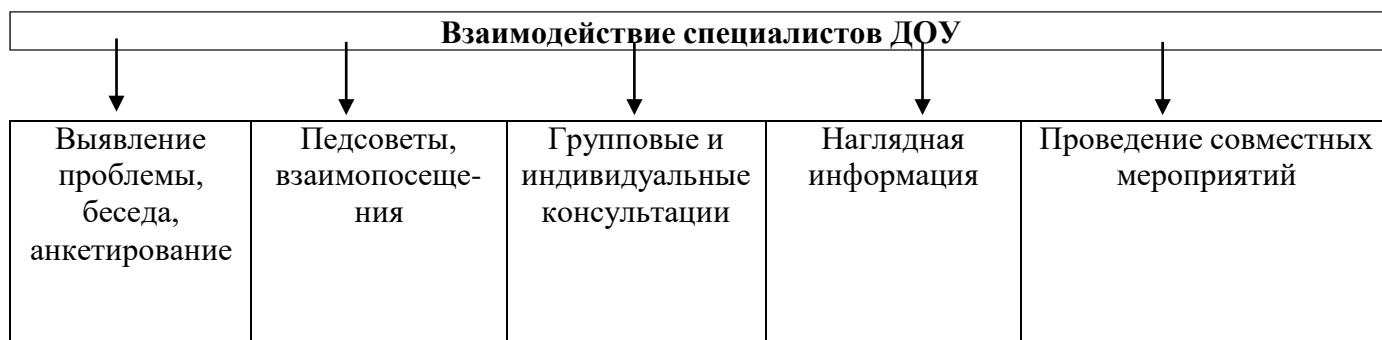 Взаимодействие специалистов ДОУ
Выявление
проблемы,
беседа,
анкетирование
Педсоветы,
взаимопосеще-
ния
Групповые и
индивидуальные
консультации
Наглядная
информация
Проведение совместных
мероприятий